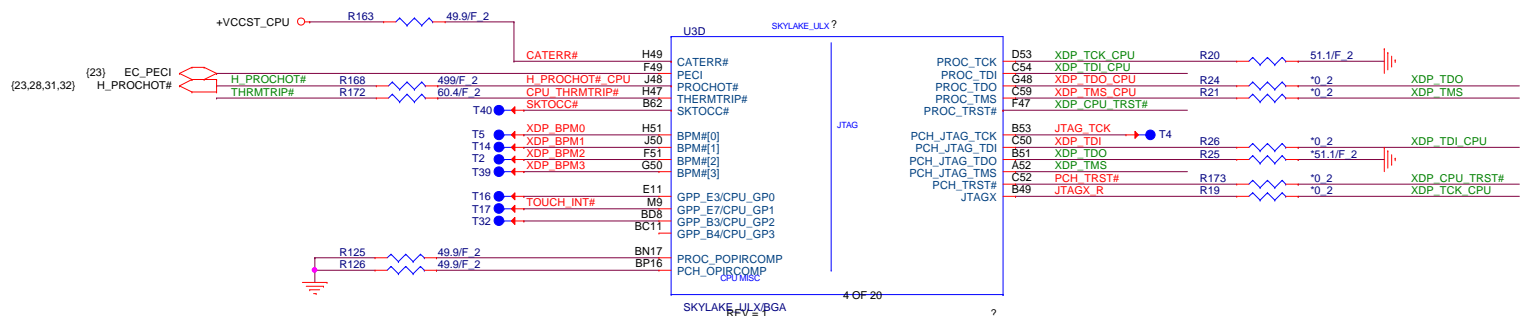 +VCCST_CPU R163 49.9/F_2
SKYLAKE_ULX ?
U3D
CATERR# H49 CATERR#
{23} EC_PECI F49 PECI
{23,28,31,32} H_PROCHOT# H_PROCHOT# R168 499/F_2 H_PROCHOT#_CPU J48 PROCHOT#
THRMTRIP# R172 60.4/F_2 CPU_THRMTRIP# H47 THERMTRIP#
T40 SKTOCC# B62 SKTOCC#
T5 XDP_BPM0 H51 BPM#[0]
T14 XDP_BPM1 J50 BPM#[1]
T2 XDP_BPM2 F51 BPM#[2]
T39 XDP_BPM3 G50 BPM#[3]
T16 E11 GPP_E3/CPU_GP0
T17 TOUCH_INT# M9 GPP_E7/CPU_GP1
T32 BD8 GPP_B3/CPU_GP2
BC11 GPP_B4/CPU_GP3
R125 49.9/F_2 BN17 PROC_POPIRCOMP
R126 49.9/F_2 BP16 PCH_OPIRCOMP
CPU MISC
JTAG
PROC_TCK D53 XDP_TCK_CPU R20 51.1/F_2
PROC_TDI C54 XDP_TDI_CPU
PROC_TDO G48 XDP_TDO_CPU R24 *0_2 XDP_TDO
PROC_TMS C59 XDP_TMS_CPU R21 *0_2 XDP_TMS
PROC_TRST# F47 XDP_CPU_TRST#
PCH_JTAG_TCK B53 JTAG_TCK T4
PCH_JTAG_TDI C50 XDP_TDI R26 *0_2 XDP_TDI_CPU
PCH_JTAG_TDO B51 XDP_TDO R25 *51.1/F_2
PCH_JTAG_TMS A52 XDP_TMS
PCH_TRST# C52 PCH_TRST# R173 *0_2 XDP_CPU_TRST#
JTAGX B49 JTAGX_R R19 *0_2 XDP_TCK_CPU
4 OF 20
SKYLAKE_ULX/BGA
REV = 1 ?